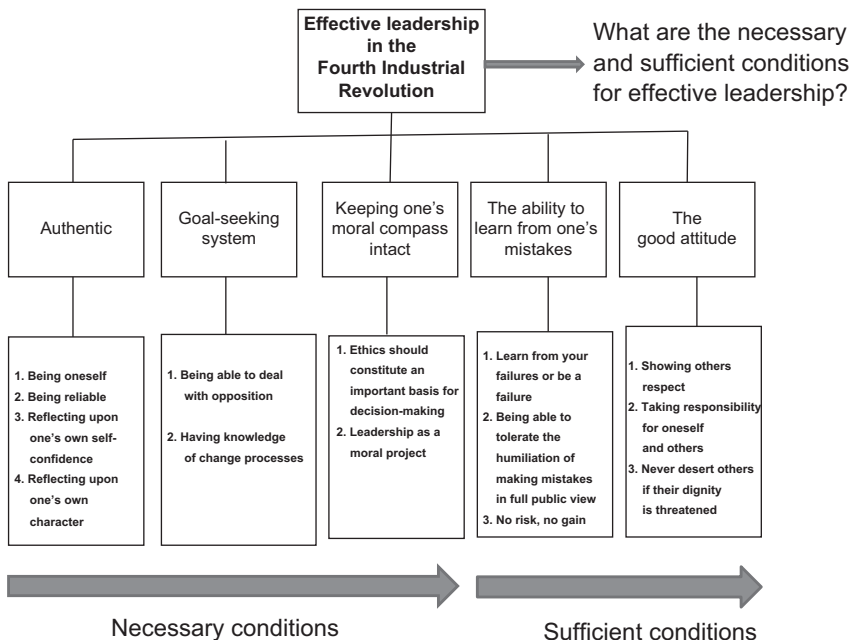 Effective leadership
in the
Fourth Industrial
Revolution
What are the necessary
and sufficient conditions
for effective leadership?
Authentic
Goal-seeking
system
Keeping one's
moral compass
intact
The ability to
learn from one's
mistakes
The
good attitude
1. Being oneself
2. Being reliable
3. Reflecting upon
one's own self-
confidence
4. Reflecting upon
one's own
character
1. Being able to deal
with opposition
2. Having knowledge
of change processes
1. Ethics should
constitute an
important basis for
decision-making
2. Leadership as a
moral project
1. Learn from your
failures or be a
failure
2. Being able to
tolerate the
humiliation of
making mistakes
in full public view
3. No risk, no gain
1. Showing others
respect
2. Taking responsibility
for oneself
and others
3. Never desert others
if their dignity
is threatened
Necessary conditions
Sufficient conditions